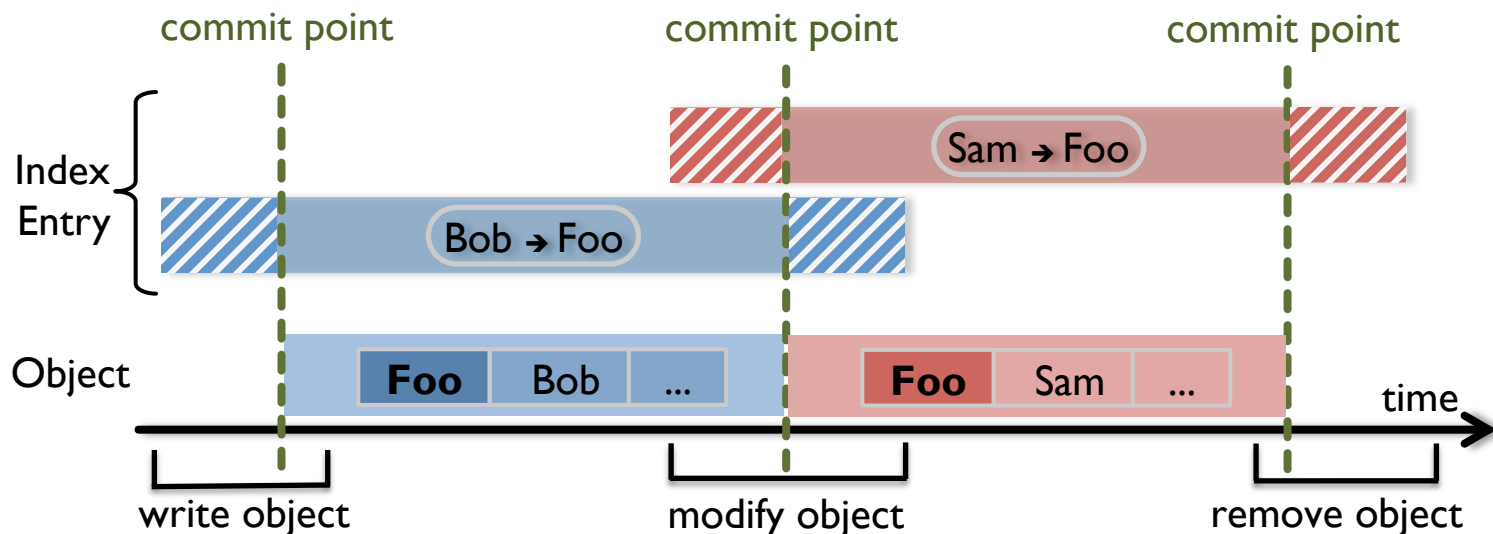 commit point commit point commit point
Sam → Foo
Index
Entry
Bob → Foo
Object
Foo Bob ... Foo Sam ...
time
write object modify object remove object